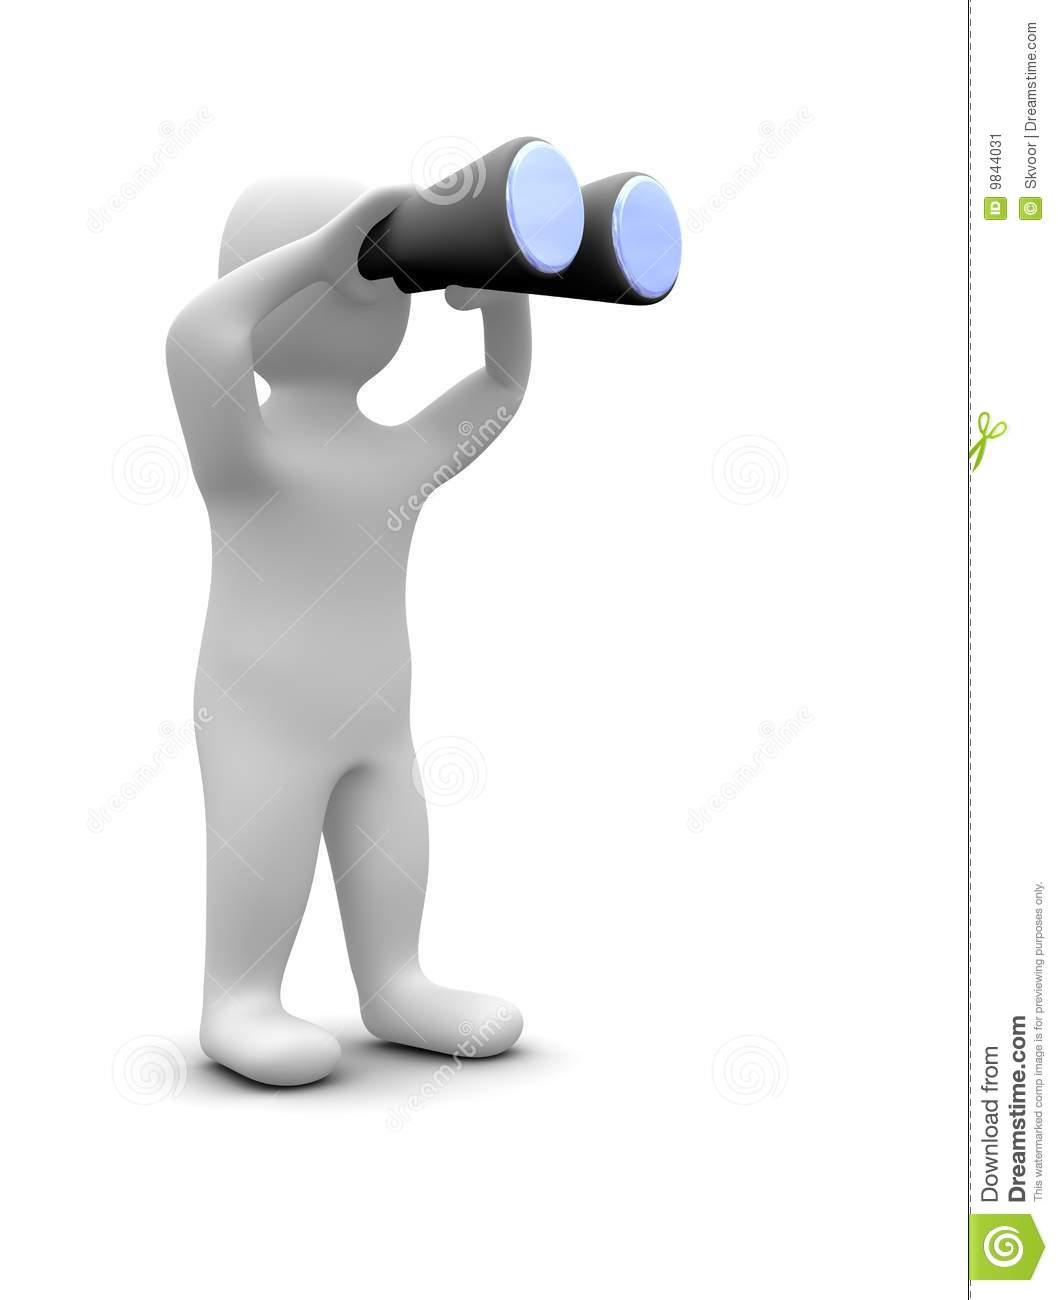 dreamstime
dreamstime
dreamstime
dreamstime
dreamstime
dreamstime
9844031
ID
Skvoor | Dreamstime.com
©
Download from
Dreamstime.com
This watermarked comp image is for previewing purposes only.